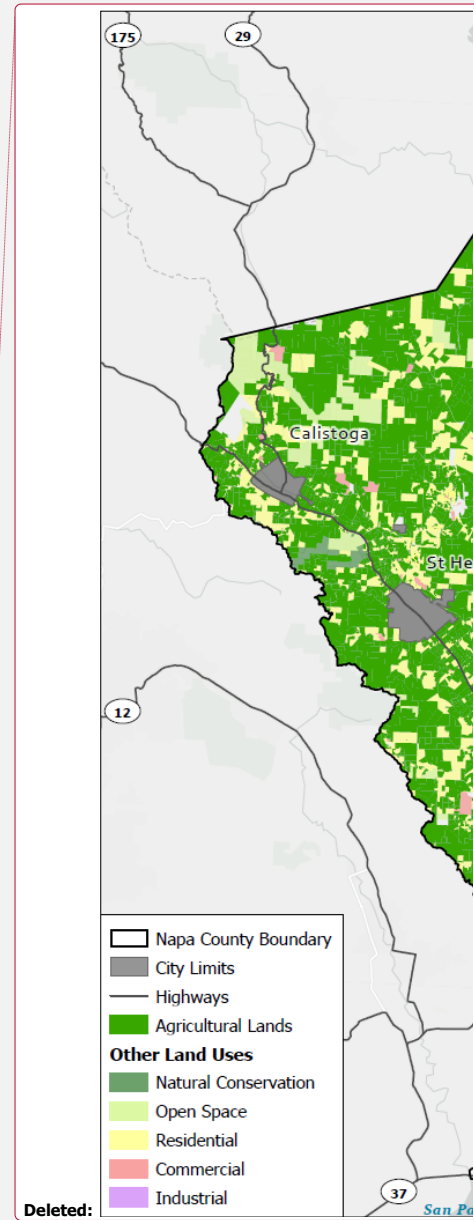 175
29
Calistoga
St He
12
Napa County Boundary
City Limits
Highways
Agricultural Lands
Other Land Uses
Natural Conservation
Open Space
Residential
Commercial
Industrial
Deleted:
37
San Pa